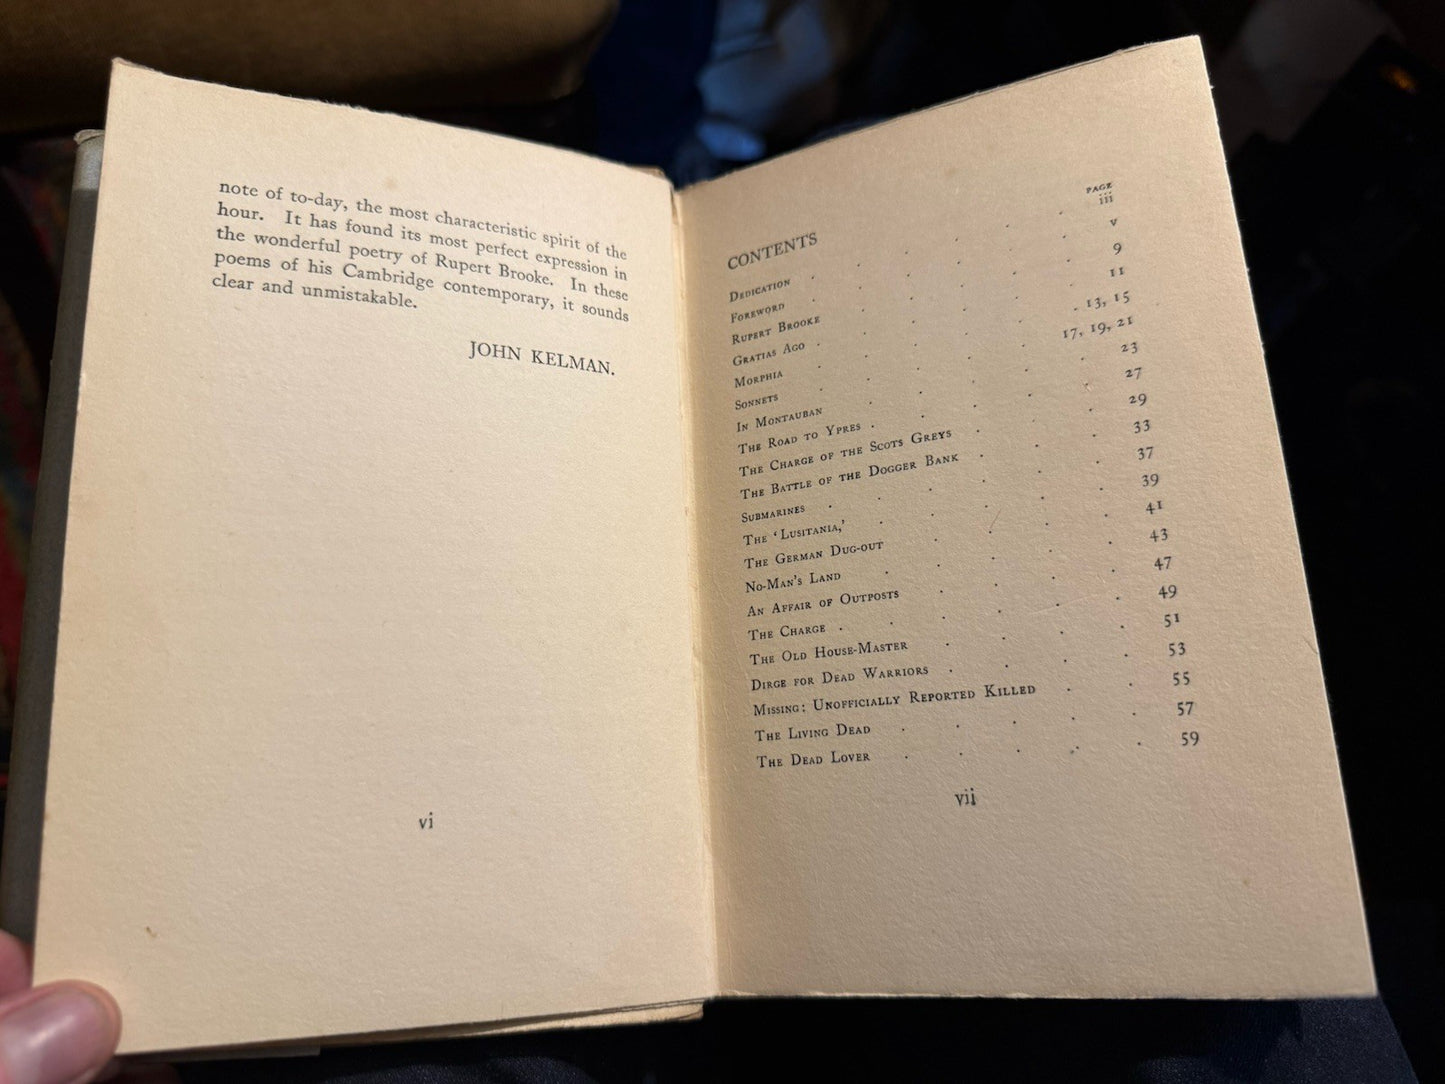 note of to-day, the most characteristic spirit of the
hour. It has found its most perfect expression in
the wonderful poetry of Rupert Brooke. In these
poems of his Cambridge contemporary, it sounds
clear and unmistakable.
JOHN KELMAN.
vi
CONTENTS
PAGE
DEDICATION . . . . . iii
FOREWORD . . . . . v
RUPERT BROOKE . . . . . 9
GRATIAS AGO . . . . . 11
MORPHIA . . . . . 13, 15
SONNETS . . . . . 17, 19, 21
IN MONTAUBAN . . . . . 23
THE ROAD TO YPRES . . . . . 27
THE CHARGE OF THE SCOTS GREYS . . . 29
THE BATTLE OF THE DOGGER BANK . . . 33
SUBMARINES . . . . . 37
THE ‘LUSITANIA,’ . . . . . 39
THE GERMAN DUG-OUT . . . . 41
NO-MAN'S LAND . . . . . 43
AN AFFAIR OF OUTPOSTS . . . . 47
THE CHARGE . . . . . 49
THE OLD HOUSE-MASTER . . . . 51
DIRGE FOR DEAD WARRIORS . . . . 53
MISSING: UNOFFICIALLY REPORTED KILLED . . 55
THE LIVING DEAD . . . . . 57
THE DEAD LOVER . . . . . 59
vii